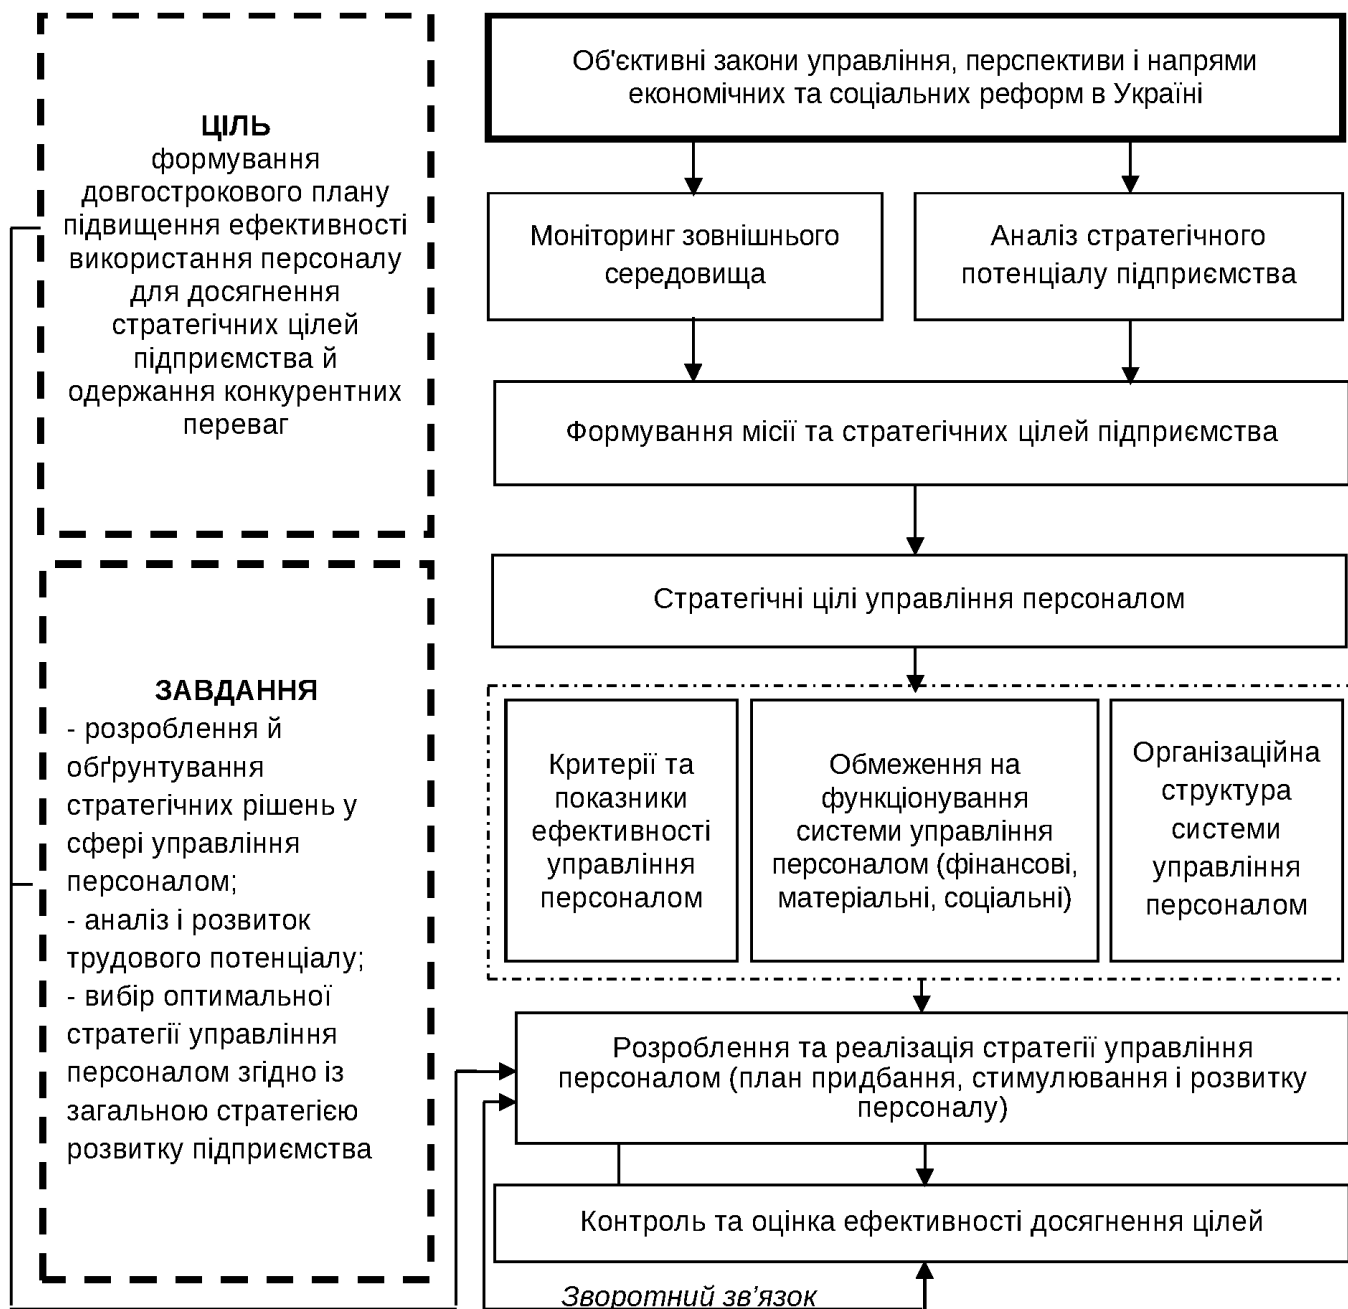 ЦІЛЬ
формування
довгострокового плану
підвищення ефективності
використання персоналу
для досягнення
стратегічних цілей
підприємства й
одержання конкурентних
переваг
ЗАВДАННЯ
- розроблення й
обґрунтування
стратегічних рішень у
сфері управління
персоналом;
- аналіз і розвиток
трудового потенціалу;
- вибір оптимальної
стратегії управління
персоналом згідно із
загальною стратегією
розвитку підприємства
Об'єктивні закони управління, перспективи і напрями
економічних та соціальних реформ в Україні
Моніторинг зовнішнього
середовища
Аналіз стратегічного
потенціалу підприємства
Формування місії та стратегічних цілей підприємства
Стратегічні цілі управління персоналом
Критерії та
показники
ефективності
управління
персоналом
Обмеження на
функціонування
системи управління
персоналом (фінансові,
матеріальні, соціальні)
Організаційна
структура
системи
управління
персоналом
Розроблення та реалізація стратегії управління
персоналом (план придбання, стимулювання і розвитку
персоналу)
Контроль та оцінка ефективності досягнення цілей
Зворотний зв’язок